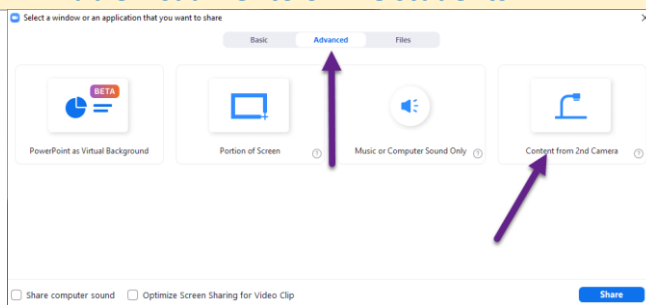 Select a window or an application that you want to share
Basic Advanced Files
BETA
PowerPoint as Virtual Background
Portion of Screen
Music or Computer Sound Only
Content from 2nd Camera
Share computer sound Optimize Screen Sharing for Video Clip
Share